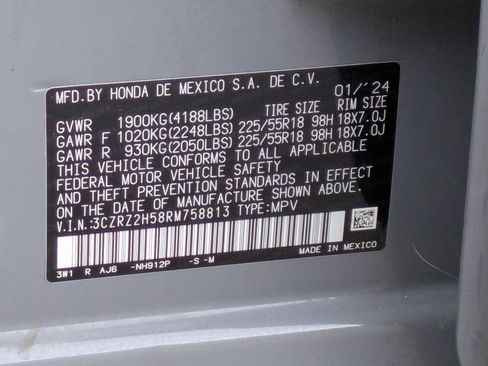 MFD.BY HONDA DE MEXICO S.A. DE C.V. 01/'24
TIRE SIZE RIM SIZE
GVWR 1900KG(4188LBS)
GAWR F 1020KG(2248LBS) 225/55R18 98H 18X7.0J
GAWR R 930KG(2050LBS) 225/55R18 98H 18X7.0J
THIS VEHICLE CONFORMS TO ALL APPLICABLE
FEDERAL MOTOR VEHICLE SAFETY
AND THEFT PREVENTION STANDARDS IN EFFECT
ON THE DATE OF MANUFACTURE SHOWN ABOVE.
V.I.N.:3CZRZ2H58RM758813 TYPE:MPV
MADE IN MEXICO
3W1 R AJ6 -NH912P -S -M